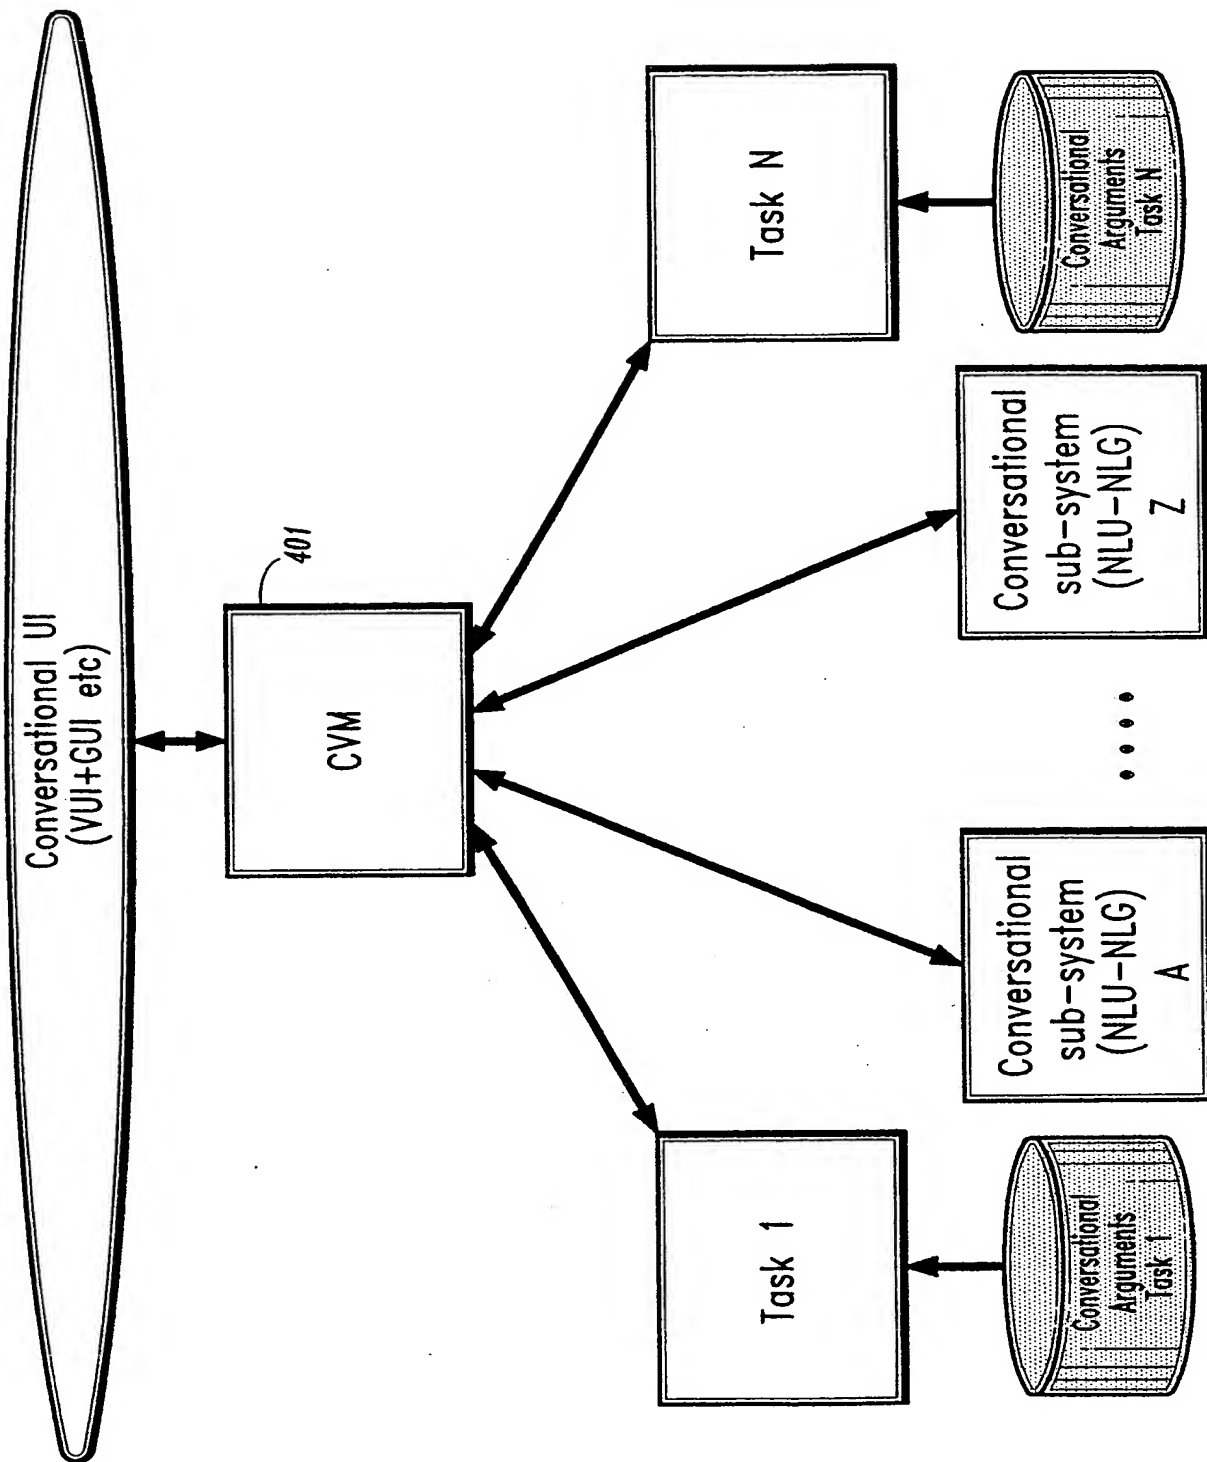 Conversational UI
(VUI+GUI etc)
401
CVM
Task 1
Task N
Conversational
Arguments
Task 1
Conversational
sub-system
(NLU-NLG)
A
Conversational
sub-system
(NLU-NLG)
Z
Conversational
Arguments
Task N